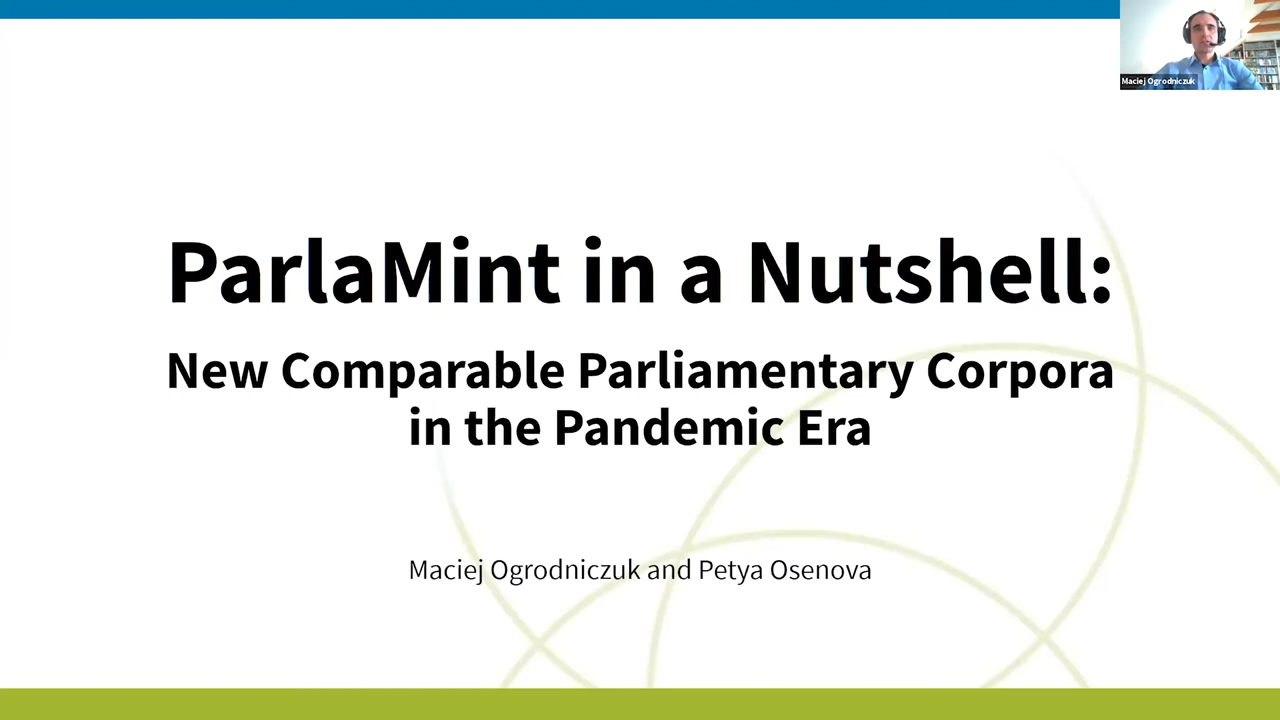 Maciej Ogrodniczuk
ParlaMint in a Nutshell:
New Comparable Parliamentary Corpora
in the Pandemic Era
Maciej Ogrodniczuk and Petya Osenova